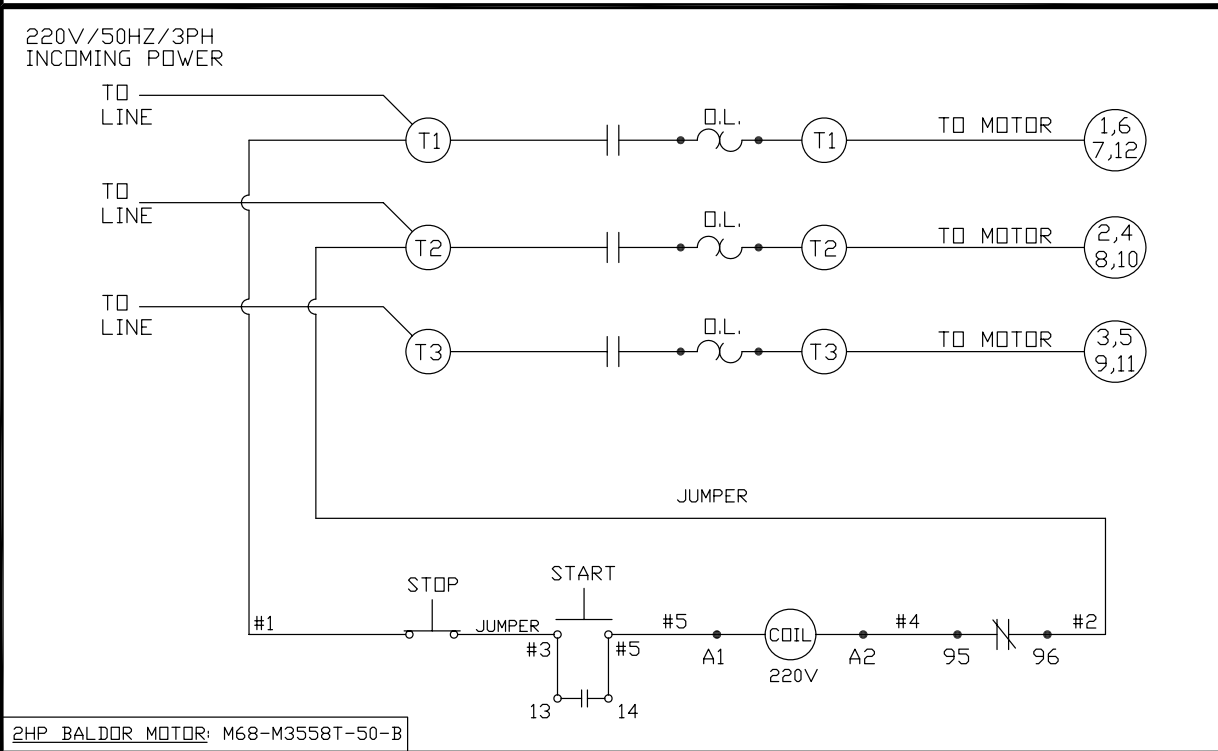 220V/50HZ/3PH
INCOMING POWER
TO
LINE
T1
O.L.
T1
TO MOTOR
1,6
7,12
TO
LINE
T2
O.L.
T2
TO MOTOR
2,4
8,10
TO
LINE
T3
O.L.
T3
TO MOTOR
3,5
9,11
JUMPER
#1
STOP
JUMPER
START
#3
#5
#5
A1
COIL
220V
A2
#4
95
96
#2
13
14
2HP BALDOR MOTOR: M68-M3558T-50-B